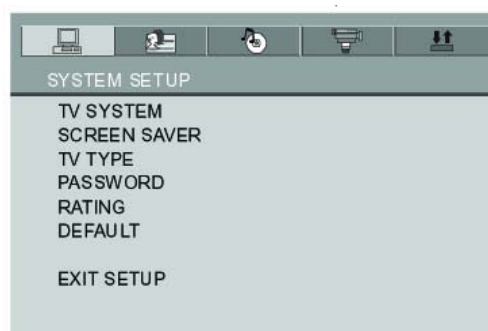 SYSTEM SETUP
TV SYSTEM
SCREEN SAVER
TV TYPE
PASSWORD
RATING
DEFAULT
EXIT SETUP